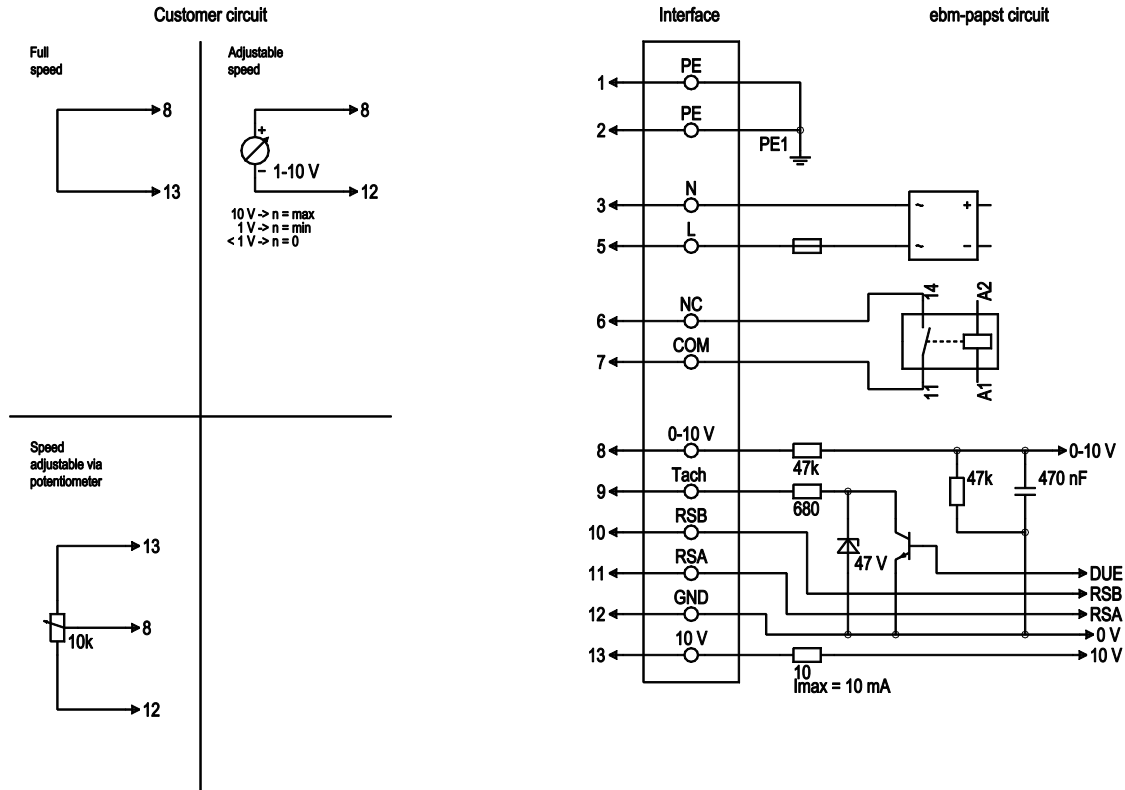 Customer circuit
Interface
ebm-papst circuit
Full
speed
8
13
Adjustable
speed
8
+
1-10 V
−
12
10 V -> n = max
1 V -> n = min
< 1 V -> n = 0
Speed
adjustable via
potentiometer
13
8
10k
12
1
PE
2
PE
PE1
3
N
~
+
5
L
~
−
6
NC
14
A2
7
COM
11
A1
8
0-10 V
47k
0-10 V
47k
470 nF
9
Tach
680
10
RSB
47 V
11
RSA
DUE
RSB
12
GND
RSA
0 V
13
10 V
10
10 V
Imax = 10 mA